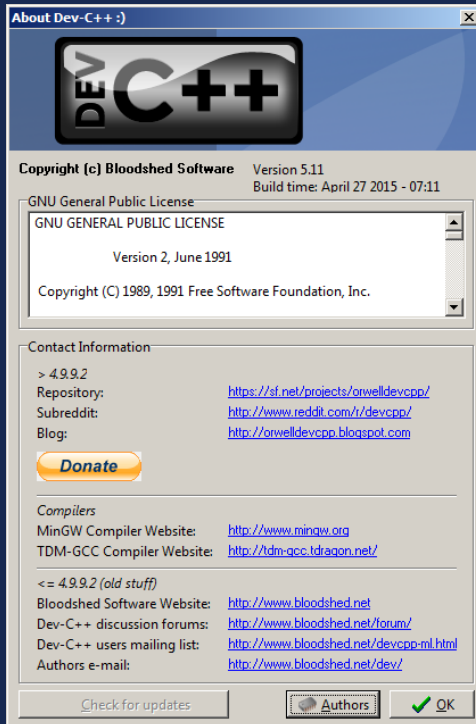 About Dev-C++ :)
DEV C++
Copyright (c) Bloodshed Software
Version 5.11
Build time: April 27 2015 - 07:11
GNU General Public License
GNU GENERAL PUBLIC LICENSE
Version 2, June 1991
Copyright (C) 1989, 1991 Free Software Foundation, Inc.
Contact Information
> 4.9.9.2
Repository: https://sf.net/projects/orwelldevcpp/
Subreddit: http://www.reddit.com/r/devcpp/
Blog: http://orwelldevcpp.blogspot.com
Donate
Compilers
MinGW Compiler Website: http://www.mingw.org
TDM-GCC Compiler Website: http://tdm-gcc.tdragon.net/
<= 4.9.9.2 (old stuff)
Bloodshed Software Website: http://www.bloodshed.net
Dev-C++ discussion forums: http://www.bloodshed.net/forum/
Dev-C++ users mailing list: http://www.bloodshed.net/devcpp-ml.html
Authors e-mail: http://www.bloodshed.net/dev/
Check for updates Authors OK